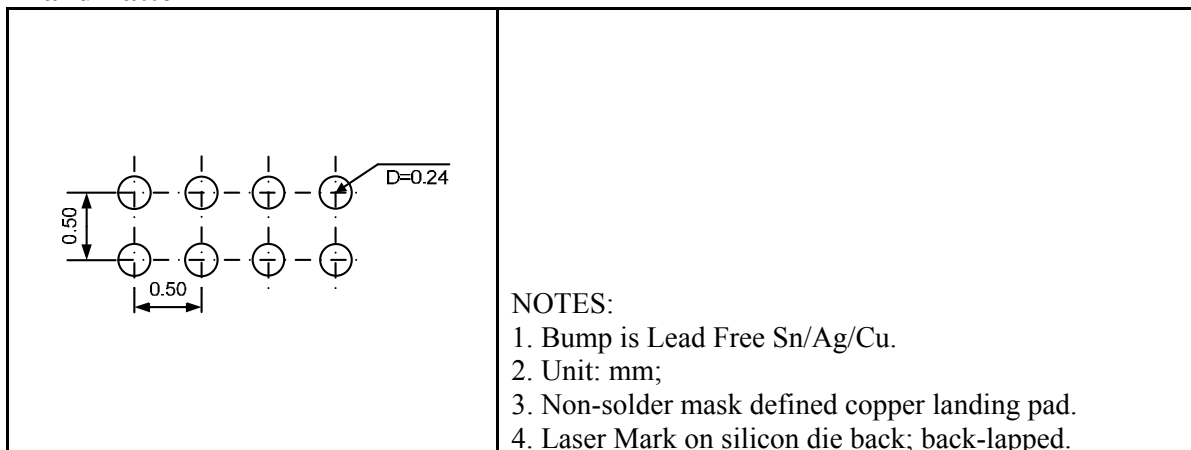 D=0.24
0.50
0.50
NOTES:
1. Bump is Lead Free Sn/Ag/Cu.
2. Unit: mm;
3. Non-solder mask defined copper landing pad.
4. Laser Mark on silicon die back; back-lapped.